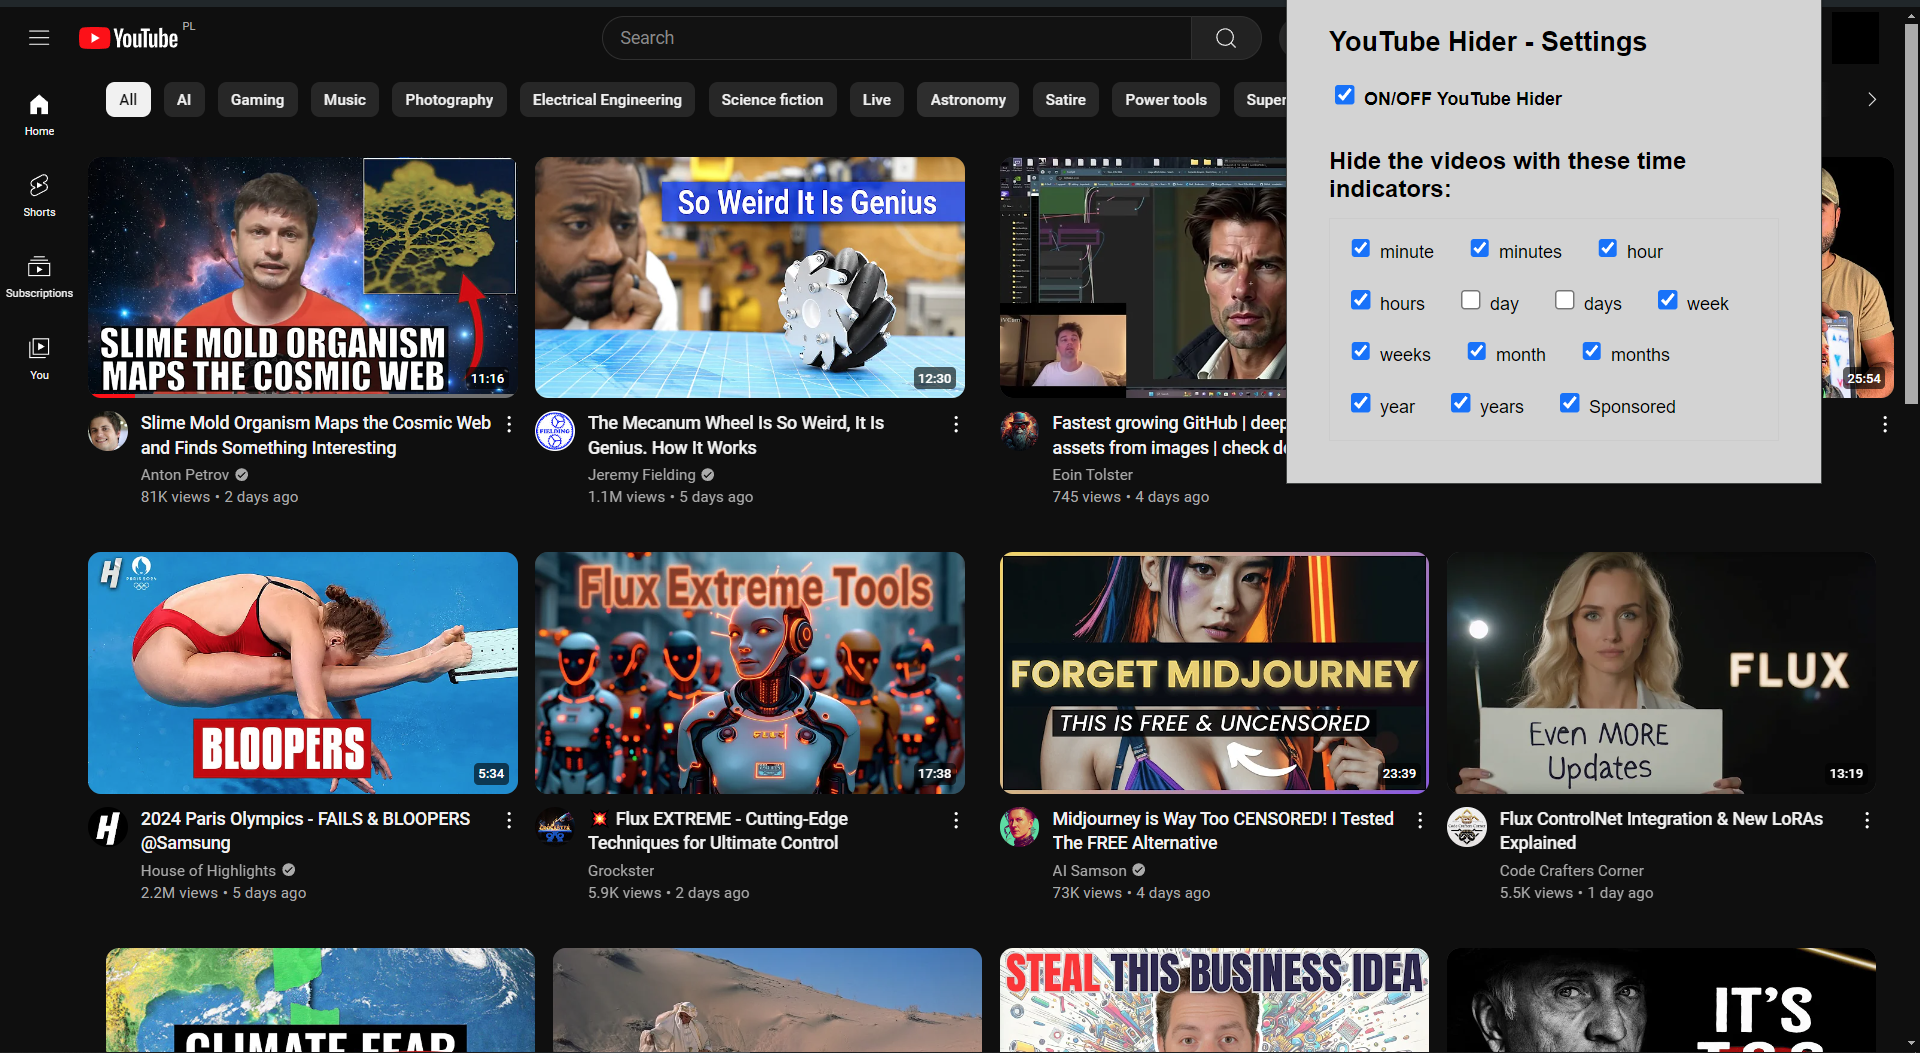 YouTube PL
Search
YouTube Hider - Settings
ON/OFF YouTube Hider
Hide the videos with these time
indicators:
minute minutes hour
hours day days week
weeks month months
year years Sponsored
Home
Shorts
Subscriptions
You
All AI Gaming Music Photography Electrical Engineering Science fiction Live Astronomy Satire Power tools Super
SLIME MOLD ORGANISM
MAPS THE COSMIC WEB
11:16
Slime Mold Organism Maps the Cosmic Web
and Finds Something Interesting
Anton Petrov
81K views • 2 days ago
So Weird It Is Genius
12:30
FIELDING
The Mecanum Wheel Is So Weird, It Is
Genius. How It Works
Jeremy Fielding
1.1M views • 5 days ago
Fastest growing GitHub | deep
assets from images | check d
Eoin Tolster
745 views • 4 days ago
25:54
H
BLOOPERS
5:34
H
2024 Paris Olympics - FAILS & BLOOPERS
@Samsung
House of Highlights
2.2M views • 5 days ago
Flux Extreme Tools
17:38
Flux EXTREME - Cutting-Edge
Techniques for Ultimate Control
Grockster
5.9K views • 2 days ago
FORGET MIDJOURNEY
THIS IS FREE & UNCENSORED
23:39
Midjourney is Way Too CENSORED! I Tested
The FREE Alternative
AI Samson
73K views • 4 days ago
FLUX
Even MORE
Updates
13:19
Flux ControlNet Integration & New LoRAs
Explained
Code Crafters Corner
5.5K views • 1 day ago
CLIMATE FEAR
STEAL THIS BUSINESS IDEA
IT'S
TOO